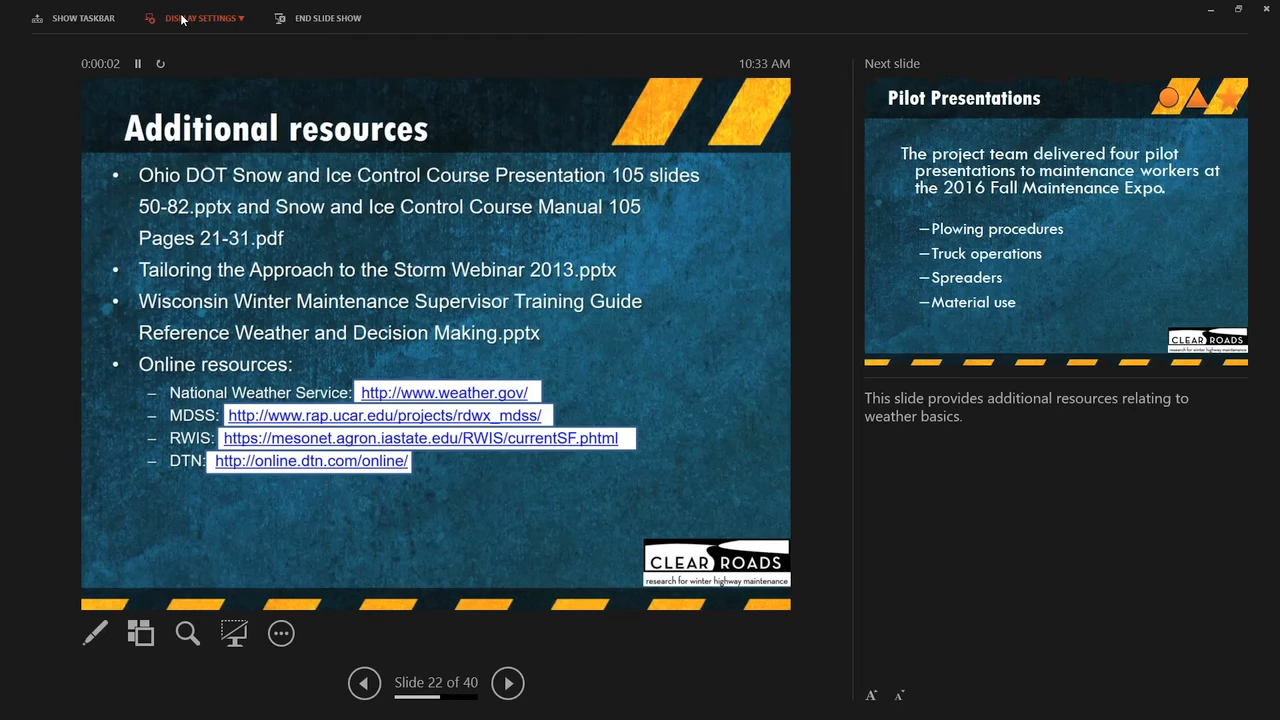 SHOW TASKBAR
DISPLAY SETTINGS ▼
END SLIDE SHOW
0:00:02
10:33 AM
Additional resources
• Ohio DOT Snow and Ice Control Course Presentation 105 slides
50-82.pptx and Snow and Ice Control Course Manual 105
Pages 21-31.pdf
• Tailoring the Approach to the Storm Webinar 2013.pptx
• Wisconsin Winter Maintenance Supervisor Training Guide
Reference Weather and Decision Making.pptx
• Online resources:
– National Weather Service: http://www.weather.gov/
– MDSS: http://www.rap.ucar.edu/projects/rdwx_mdss/
– RWIS: https://mesonet.agron.iastate.edu/RWIS/currentSF.phtml
– DTN: http://online.dtn.com/online/
CLEAR ROADS
research for winter highway maintenance
Slide 22 of 40
Next slide
Pilot Presentations
The project team delivered four pilot
presentations to maintenance workers at
the 2016 Fall Maintenance Expo.
–Plowing procedures
–Truck operations
–Spreaders
–Material use
CLEAR ROADS
research for winter highway maintenance
This slide provides additional resources relating to
weather basics.
A A